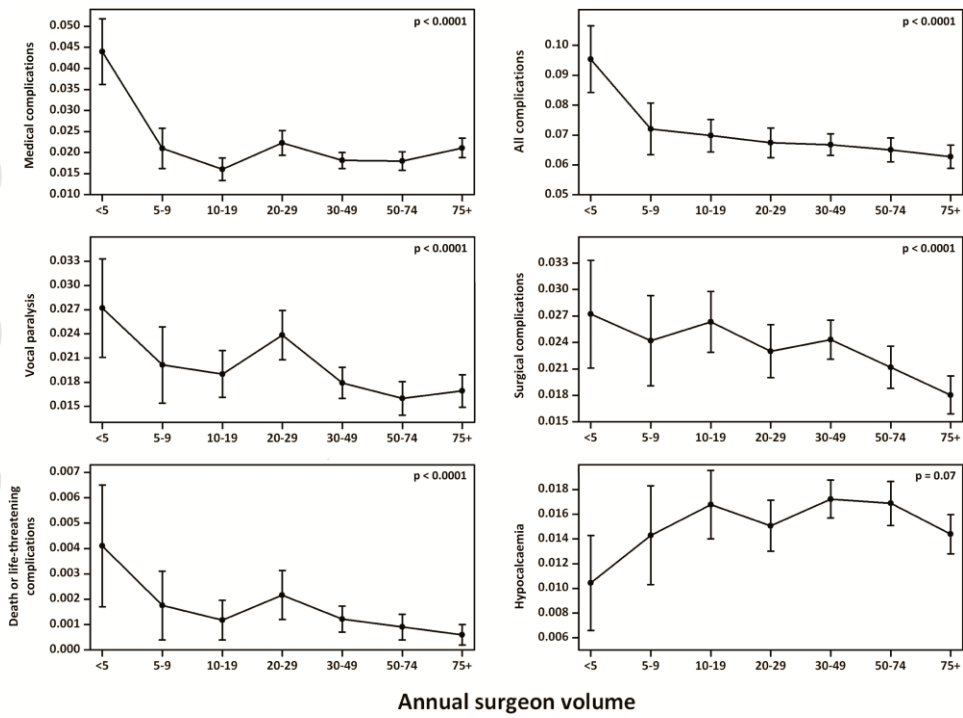 p < 0.0001
Medical complications
0.050
0.045
0.040
0.035
0.030
0.025
0.020
0.015
0.010
<5 5-9 10-19 20-29 30-49 50-74 75+
p < 0.0001
All complications
0.10
0.09
0.08
0.07
0.06
0.05
<5 5-9 10-19 20-29 30-49 50-74 75+
p < 0.0001
Vocal paralysis
0.033
0.030
0.027
0.024
0.021
0.018
0.015
<5 5-9 10-19 20-29 30-49 50-74 75+
p < 0.0001
Surgical complications
0.033
0.030
0.027
0.024
0.021
0.018
0.015
<5 5-9 10-19 20-29 30-49 50-74 75+
p < 0.0001
Death or life-threatening
complications
0.007
0.006
0.005
0.004
0.003
0.002
0.001
0.000
<5 5-9 10-19 20-29 30-49 50-74 75+
p = 0.07
Hypocalcaemia
0.018
0.016
0.014
0.012
0.010
0.008
0.006
<5 5-9 10-19 20-29 30-49 50-74 75+
Annual surgeon volume